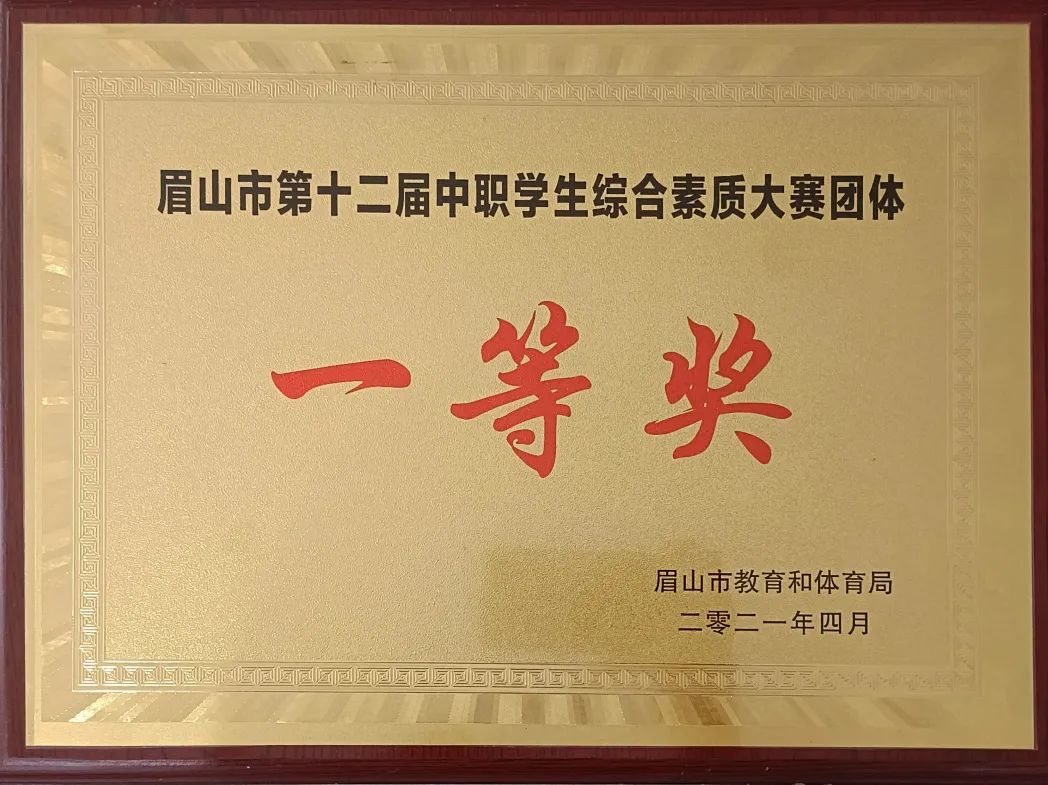 眉山市第十二届中职学生综合素质大赛团体
一等奖
眉山市教育和体育局
二零二一年四月